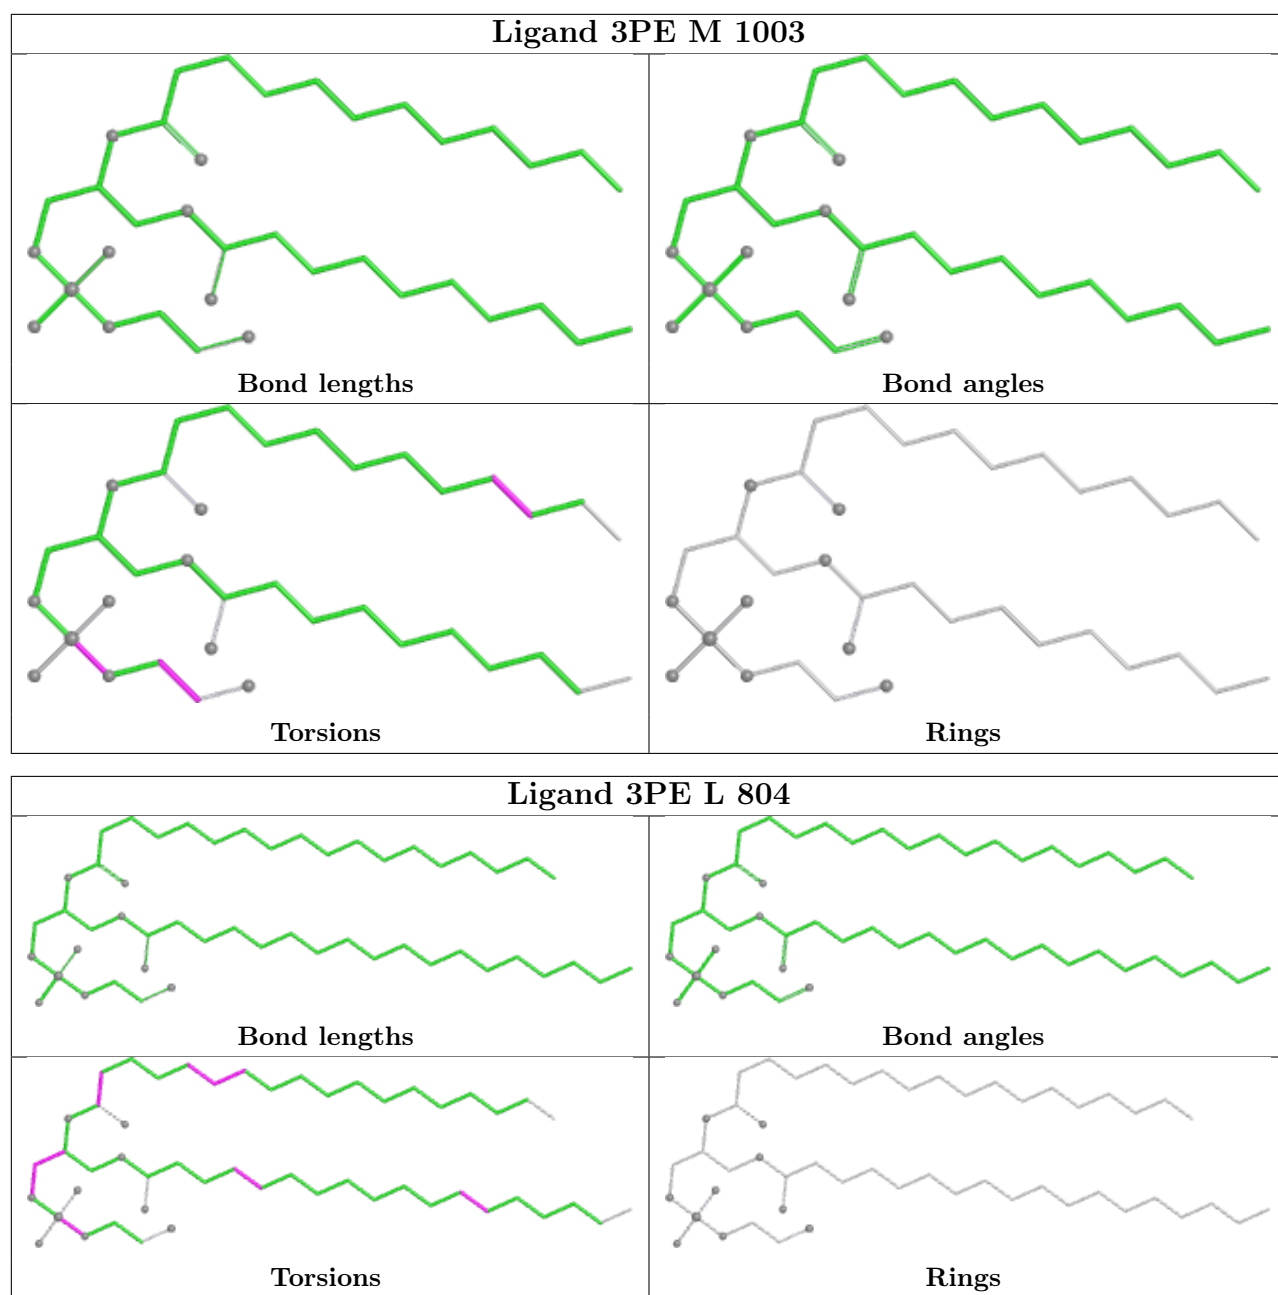 Ligand 3PE M 1003
Bond lengths
Bond angles
Torsions
Rings
Ligand 3PE L 804
Bond lengths
Bond angles
Torsions
Rings